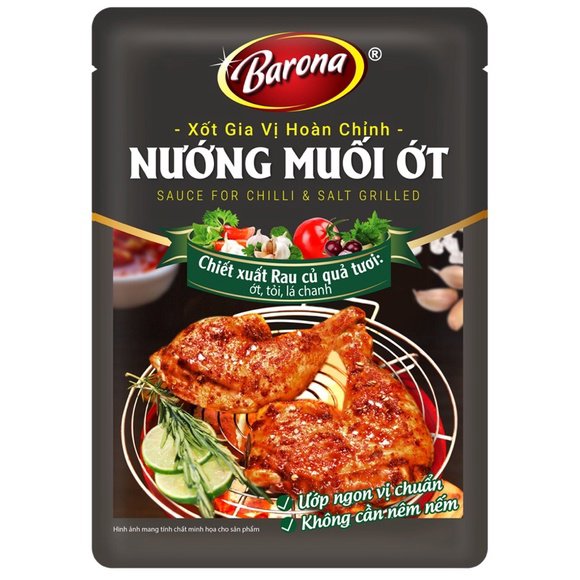 Barona ®
- Xốt Gia Vị Hoàn Chỉnh -
NƯỚNG MUỐI ỚT
SAUCE FOR CHILLI & SALT GRILLED
Chiết xuất Rau củ quả tươi:
ớt, tỏi, lá chanh
✓ Ướp ngon vị chuẩn
✓ Không cần nêm nếm
Hình ảnh mang tính chất minh họa cho sản phẩm